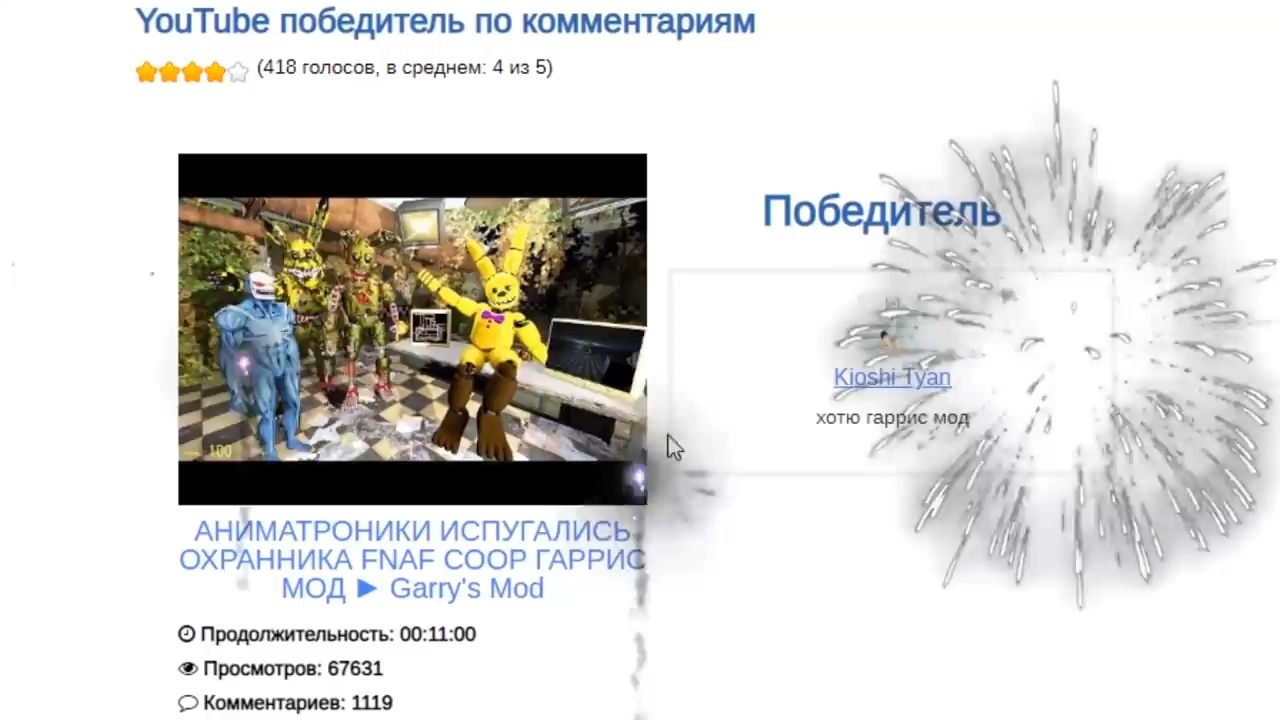 YouTube победитель по комментариям
(418 голосов, в среднем: 4 из 5)
Победитель
Kioshi Tyan
хотю гаррис мод
100
АНИМАТРОНИКИ ИСПУГАЛИСЬ
ОХРАННИКА FNAF COOP ГАРРИС
МОД ► Garry's Mod
Продолжительность: 00:11:00
Просмотров: 67631
Комментариев: 1119